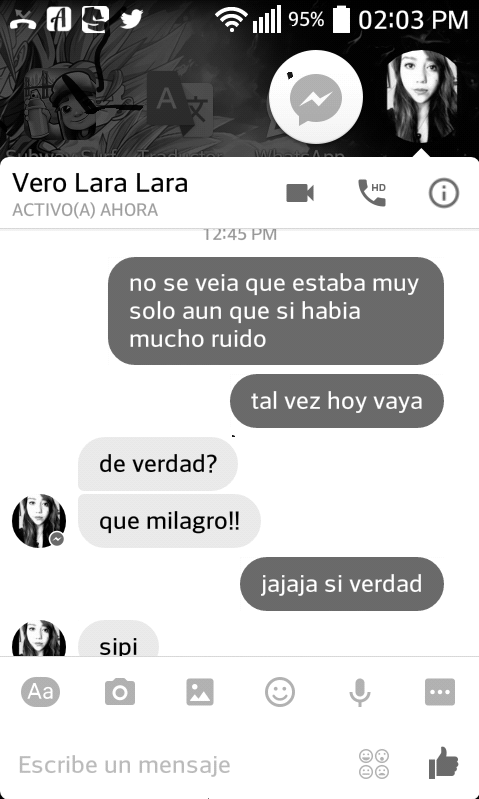 95% 02:03 PM
Subway Surf Traductor WhatsApp
Vero Lara Lara
HD
ACTIVO(A) AHORA
12:45 PM
no se veia que estaba muy
solo aun que si habia
mucho ruido
tal vez hoy vaya
de verdad?
que milagro!!
jajaja si verdad
sipi
Aa
Escribe un mensaje